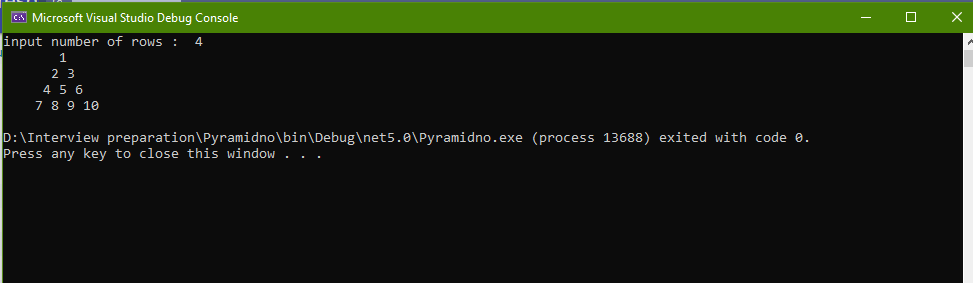 Microsoft Visual Studio Debug Console
input number of rows :  4
       1
      2 3
     4 5 6
    7 8 9 10
D:\Interview preparation\Pyramidno\bin\Debug\net5.0\Pyramidno.exe (process 13688) exited with code 0.
Press any key to close this window . . .